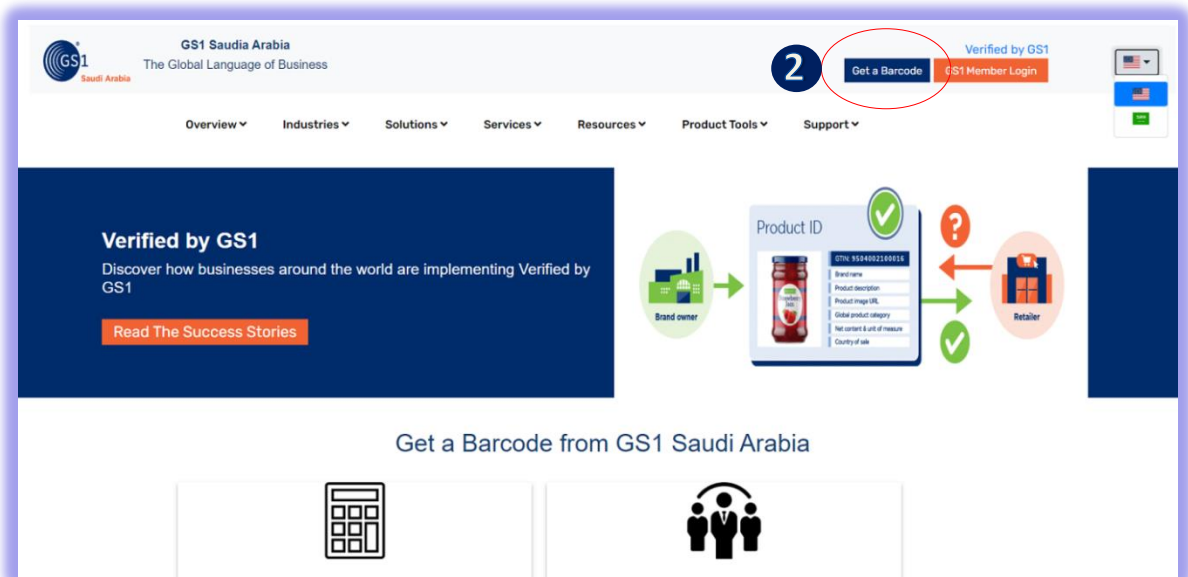 GS1
Saudi Arabia
GS1 Saudia Arabia
The Global Language of Business
2
Verified by GS1
Get a Barcode
GS1 Member Login
Overview
Industries
Solutions
Services
Resources
Product Tools
Support
Verified by GS1
Discover how businesses around the world are implementing Verified by
GS1
Read The Success Stories
Brand owner
Product ID
GTIN: 9504002100016
Brand name
Product description
Product image URL
Global product category
Net content & unit of measure
Country of sale
?
Retailer
Get a Barcode from GS1 Saudi Arabia